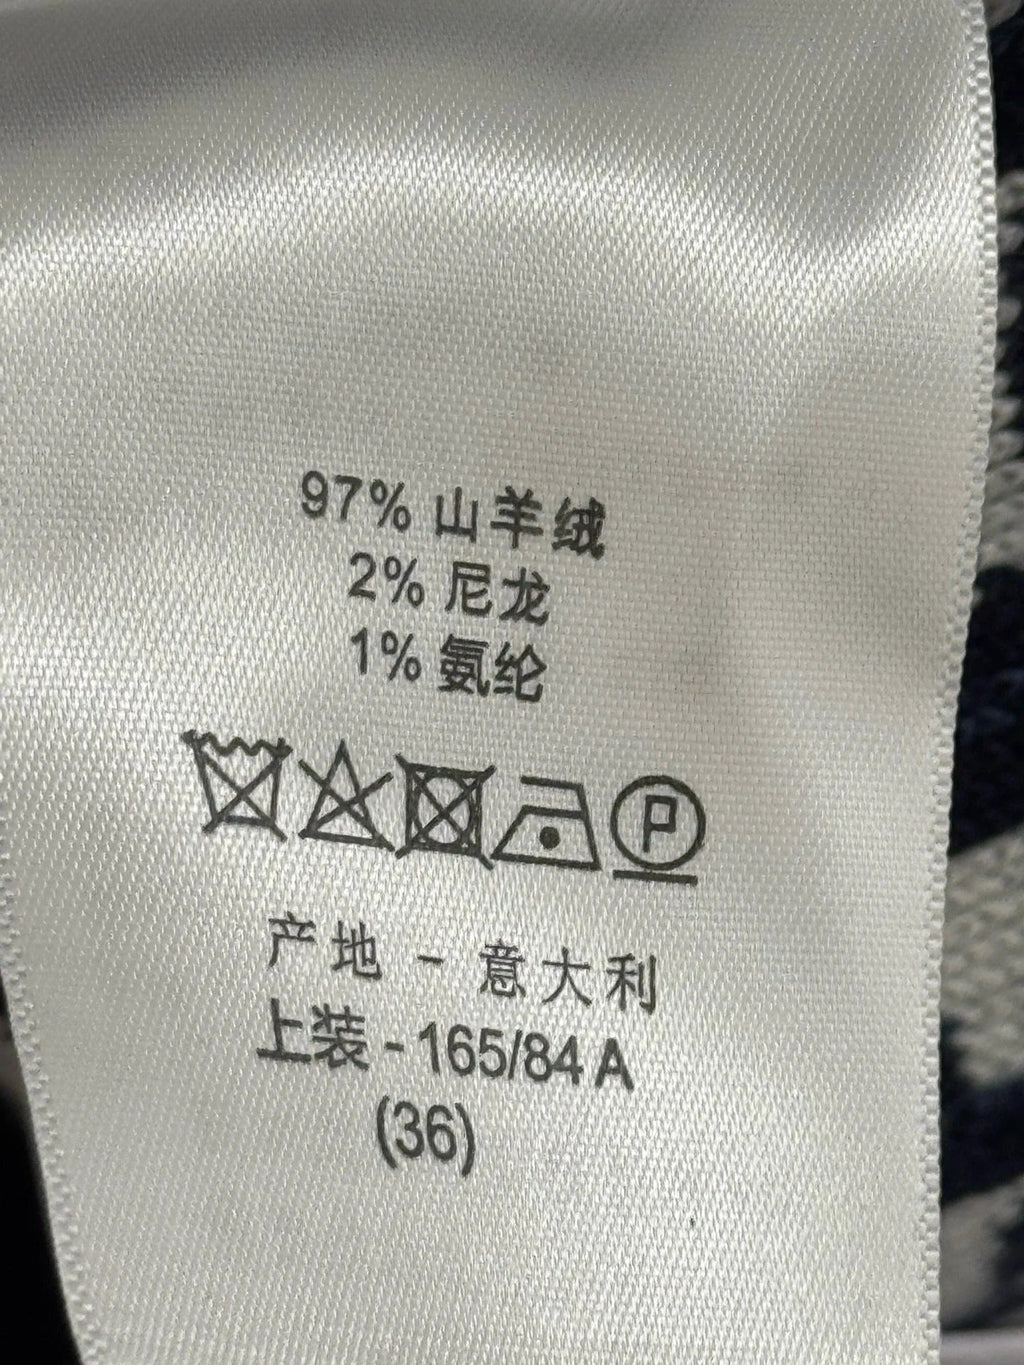 97% 山羊绒
2% 尼龙
1% 氨纶
P
产地 - 意大利
上装 - 165/84 A
(36)